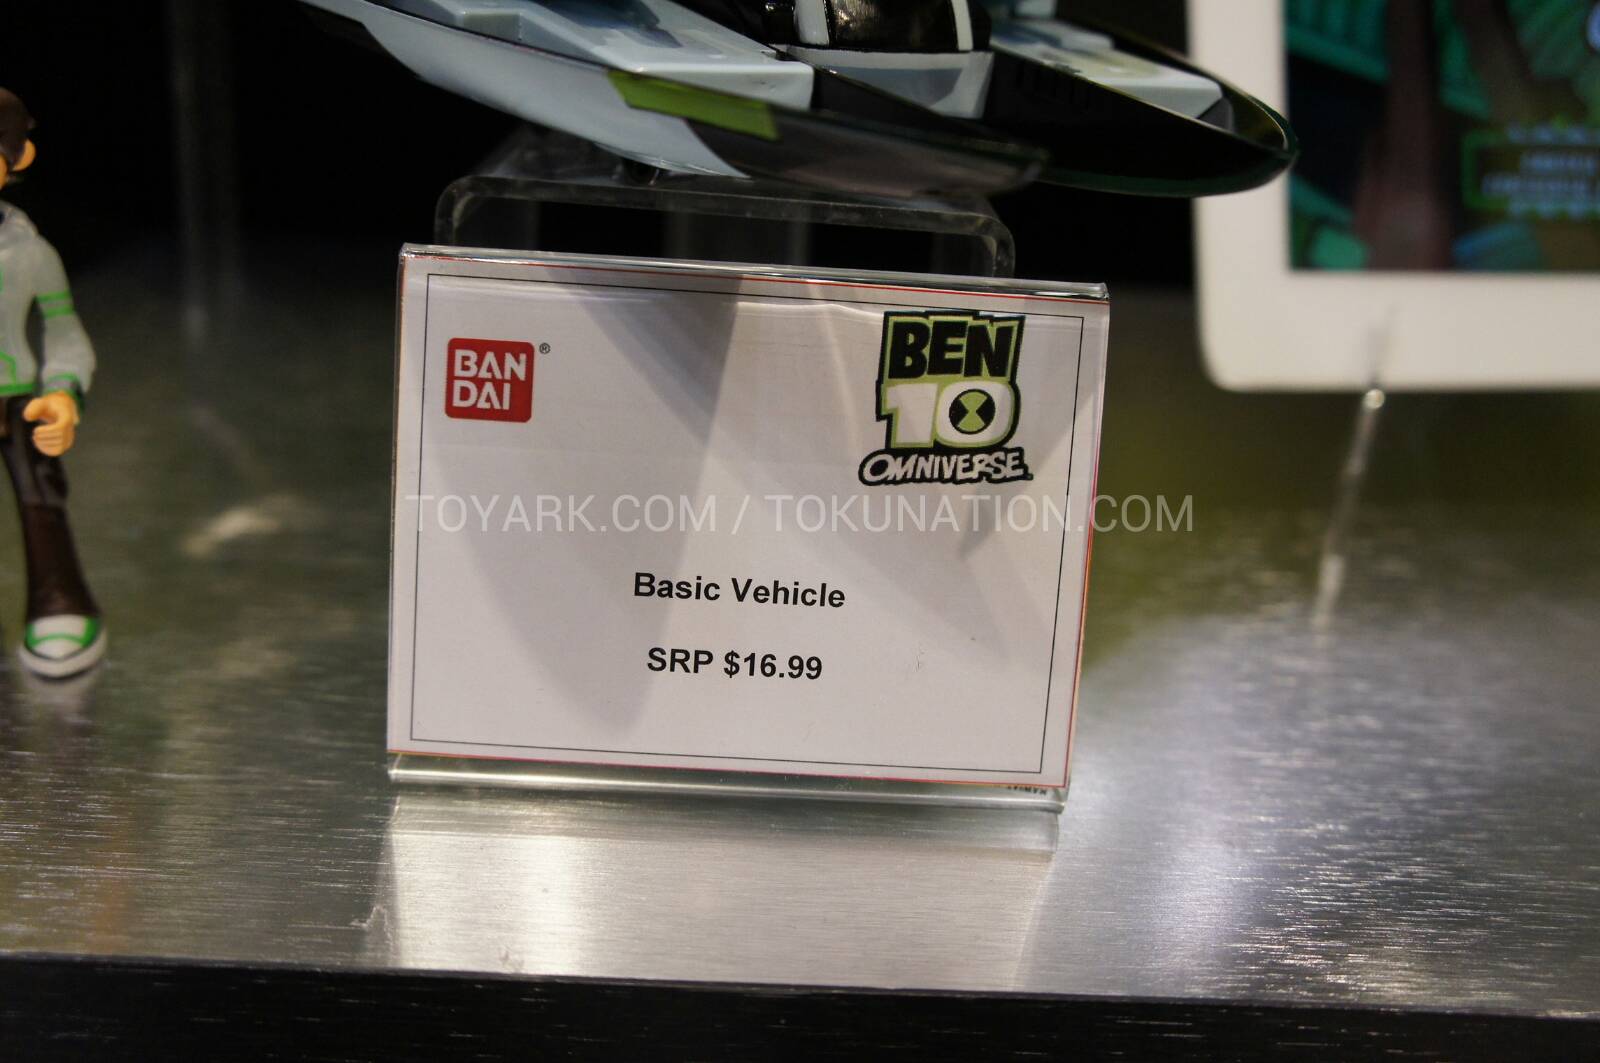 BAN
DAI
®
BEN
10
OMNIVERSE
TOYARK.COM / TOKUNATION.COM
Basic Vehicle
SRP $16.99